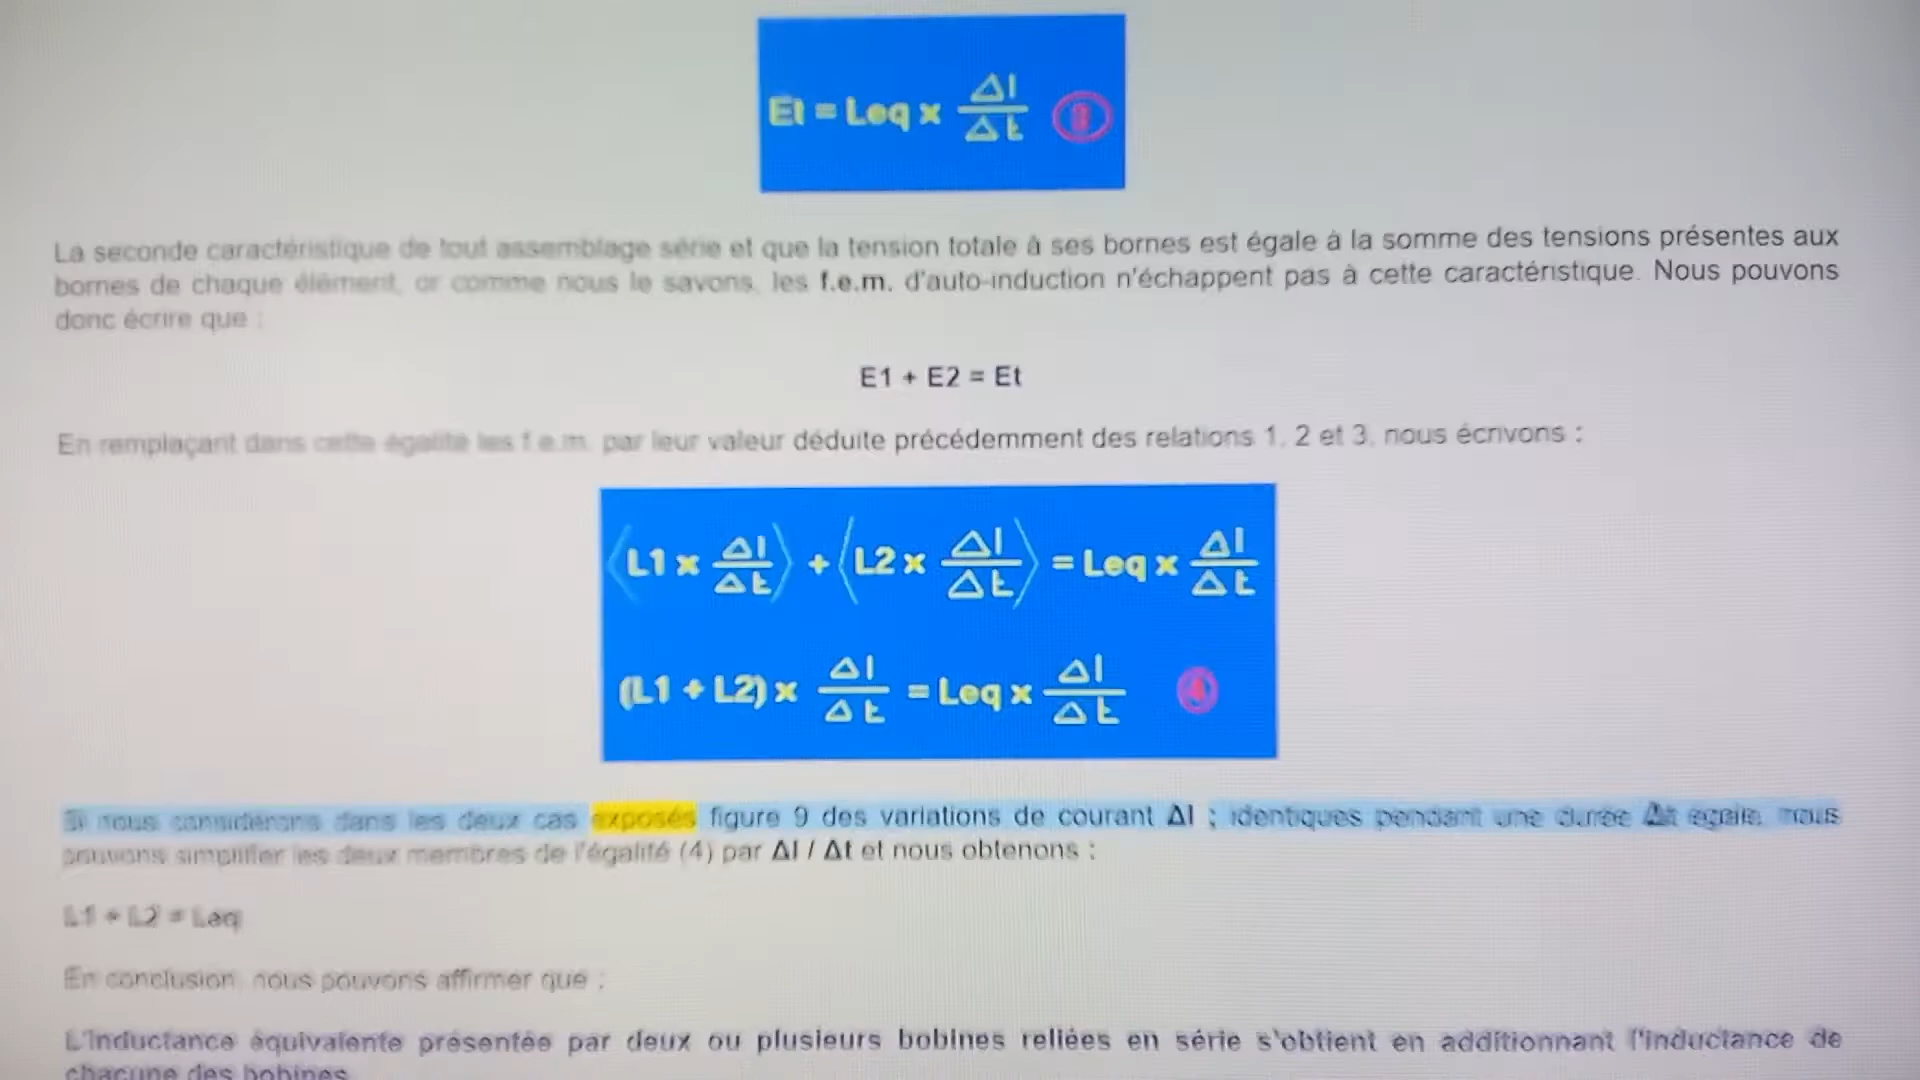 Et = Leq x ΔI / Δt 3
La seconde caractéristique de tout assemblage série et que la tension totale à ses bornes est égale à la somme des tensions présentes aux
bornes de chaque élément, or comme nous le savons, les f.e.m. d'auto-induction n'échappent pas à cette caractéristique. Nous pouvons
donc écrire que :
E1 + E2 = Et
En remplaçant dans cette égalité les f.e.m. par leur valeur déduite précédemment des relations 1, 2 et 3, nous écrivons :
(L1 x ΔI / Δt) + (L2 x ΔI / Δt) = Leq x ΔI / Δt
(L1 + L2) x ΔI / Δt = Leq x ΔI / Δt 4
Si nous considérons dans les deux cas exposés figure 9 des variations de courant ΔI ; identiques pendant une durée Δt égale, nous
pouvons simplifier les deux membres de l'égalité (4) par ΔI / Δt et nous obtenons :
L1 + L2 = Leq
En conclusion, nous pouvons affirmer que :
L'inductance équivalente présentée par deux ou plusieurs bobines reliées en série s'obtient en additionnant l'inductance de
chacune des bobines